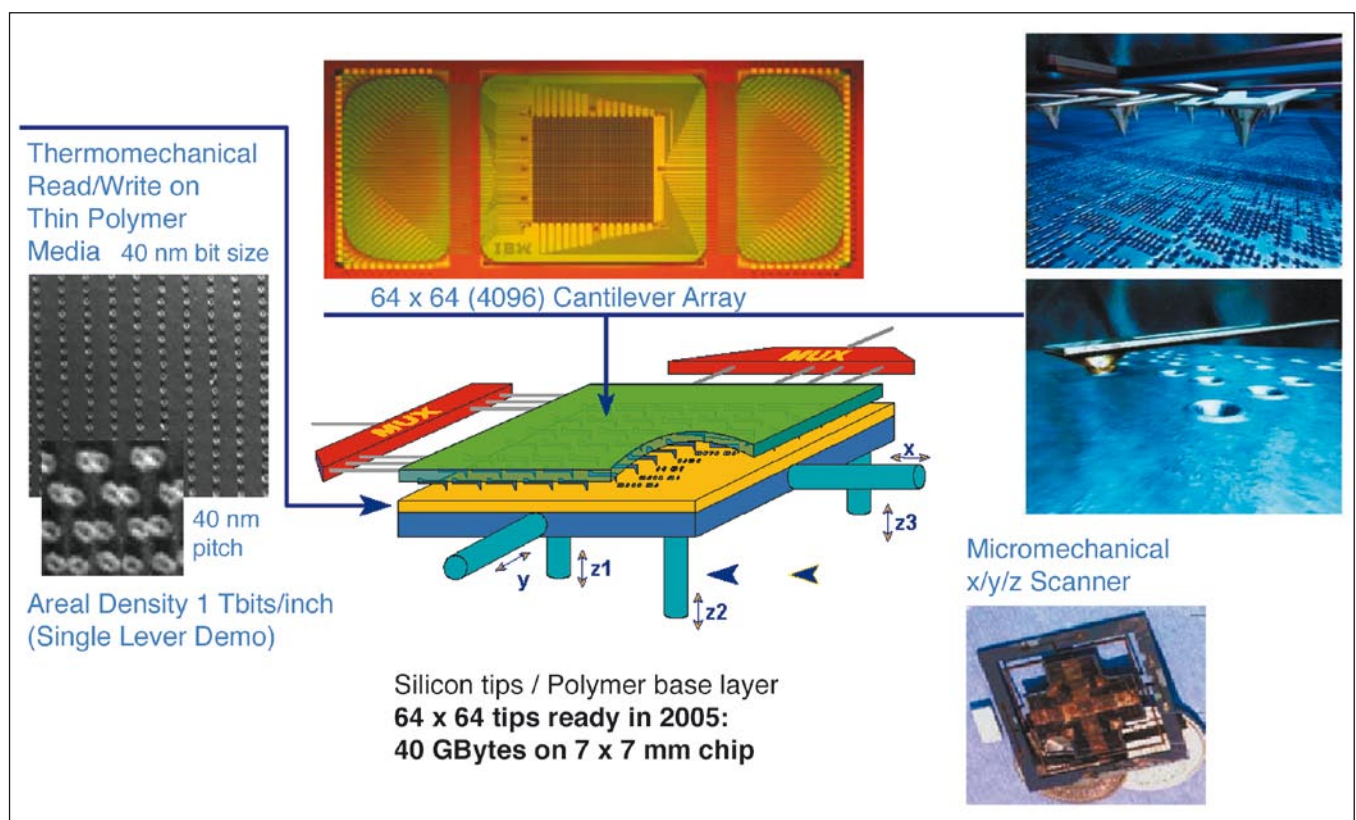 Thermomechanical
Read/Write on
Thin Polymer
Media 40 nm bit size
40 nm
pitch
Areal Density 1 Tbits/inch
(Single Lever Demo)
IBM
64 x 64 (4096) Cantilever Array
MUX
MUX
x
y
z1
z2
z3
Silicon tips / Polymer base layer
64 x 64 tips ready in 2005:
40 GBytes on 7 x 7 mm chip
Micromechanical
x/y/z Scanner